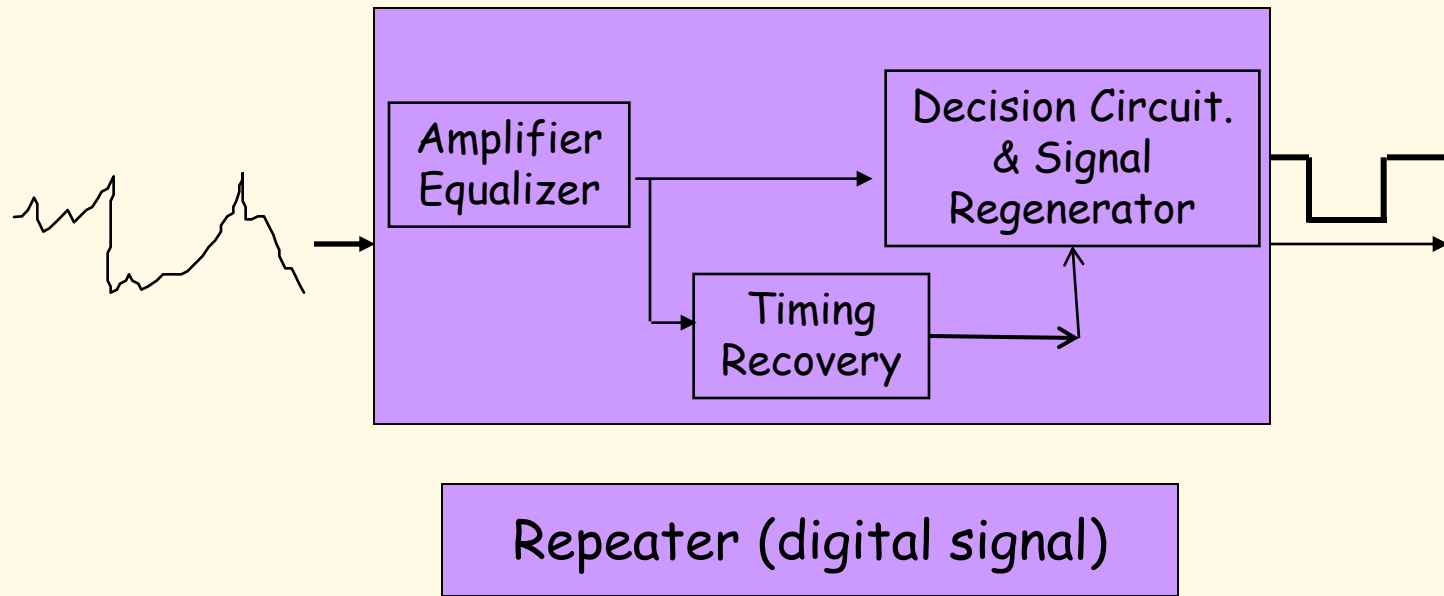 Amplifier
Equalizer
Decision Circuit.
& Signal
Regenerator
Timing
Recovery
Repeater (digital signal)